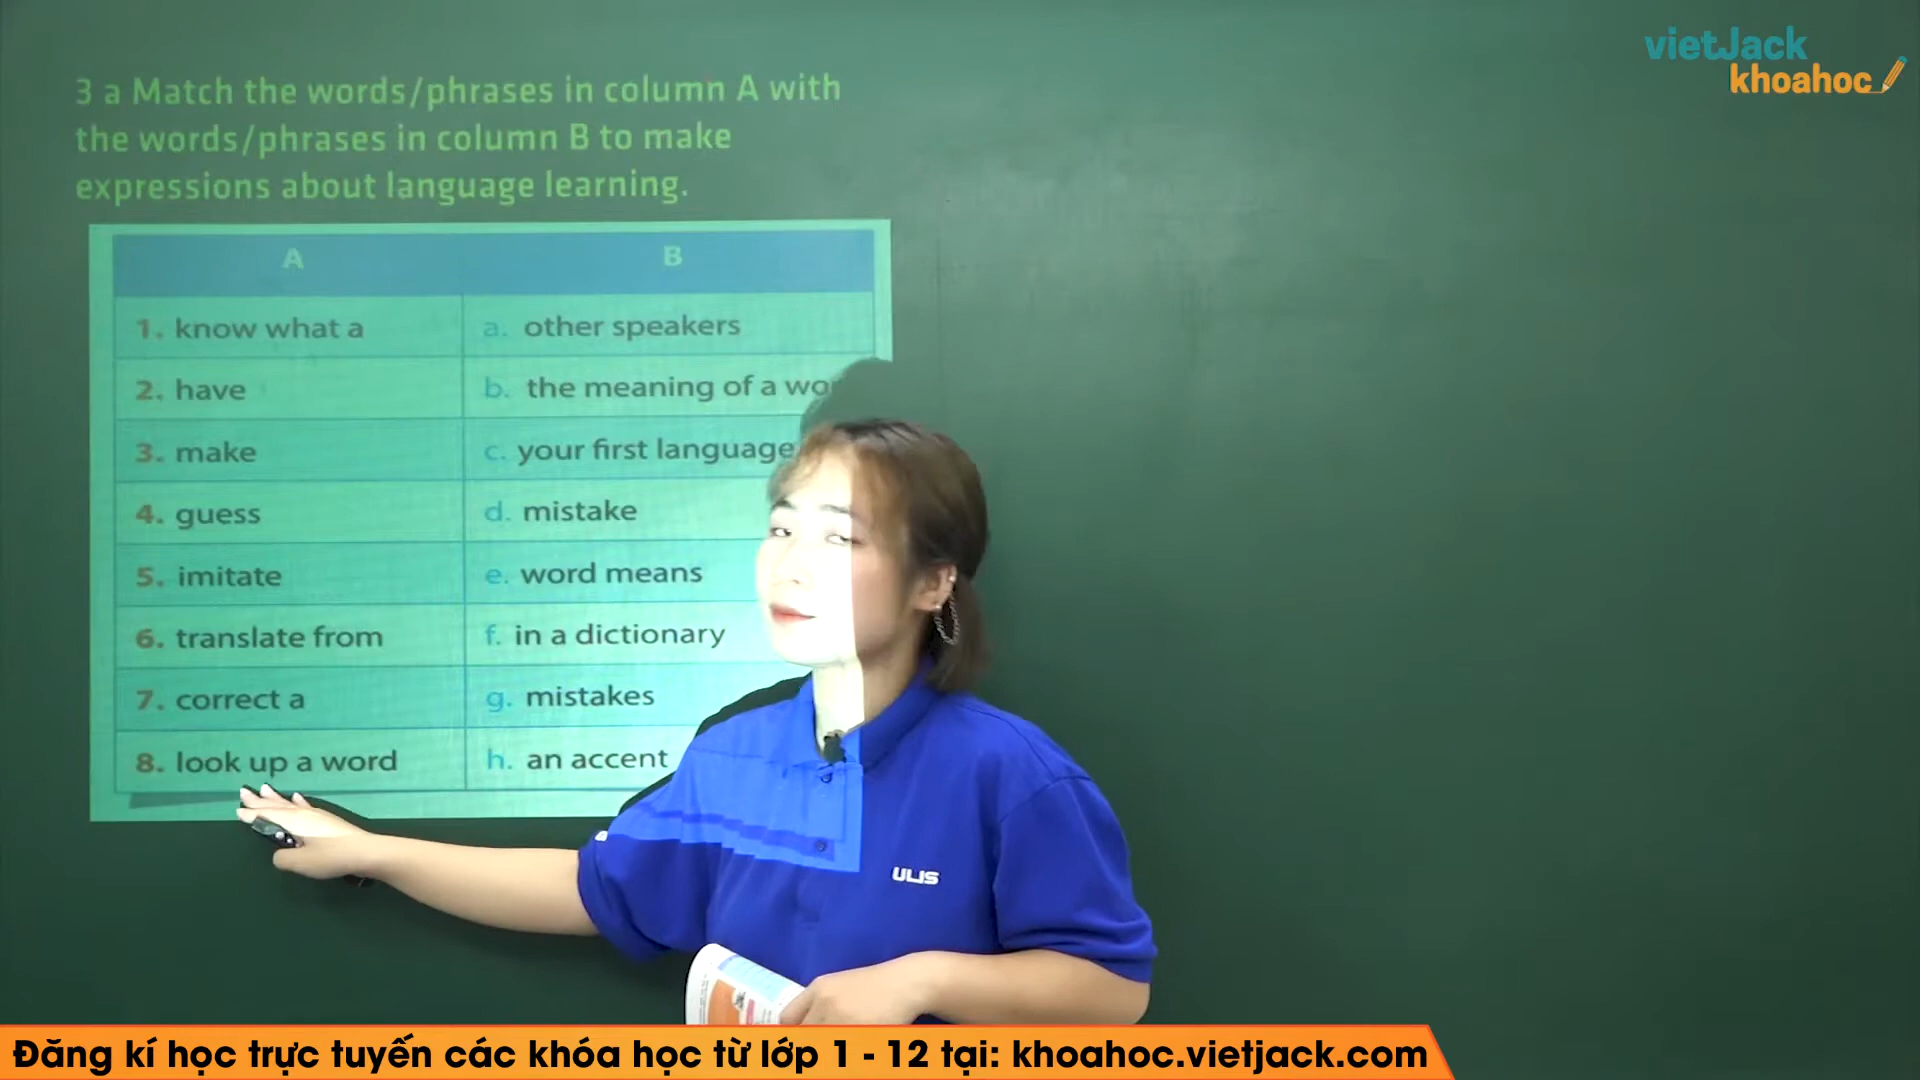 vietJack
khoahoc
3 a Match the words/phrases in column A with
the words/phrases in column B to make
expressions about language learning.
A B
1. know what a a. other speakers
2. have b. the meaning of a
3. make c. your first language
4. guess d. mistake
5. imitate e. word means
6. translate from f. in a dictionary
7. correct a g. mistakes
8. look up a word h. an accent
ULIS
Đăng kí học trực tuyến các khóa học từ lớp 1 - 12 tại: khoahoc.vietjack.com